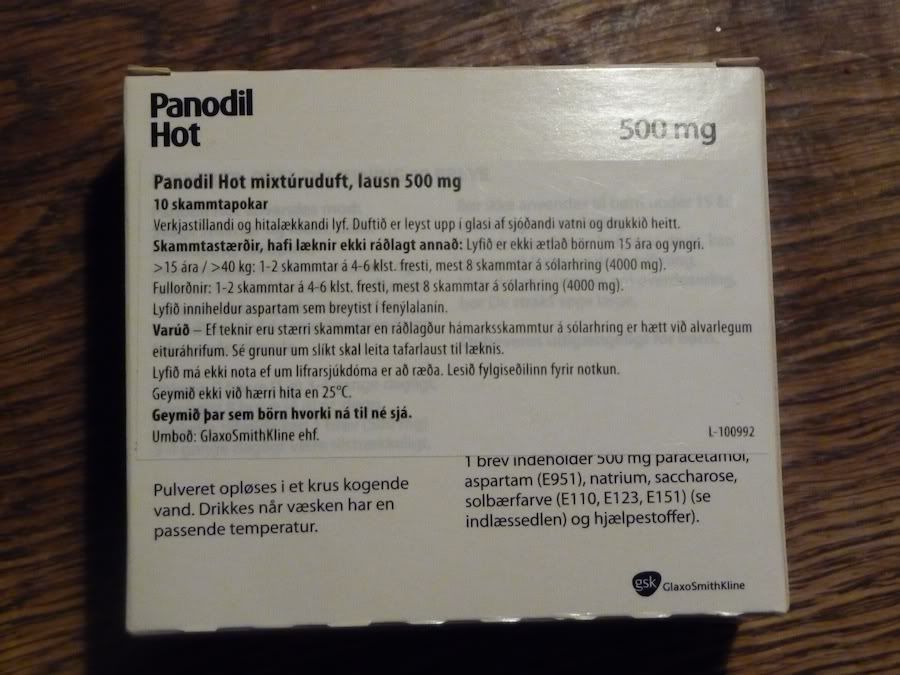 Panodil
Hot
500 mg
Panodil Hot mixtúruduft, lausn 500 mg
10 skammtapokar
Verkjastillandi og hitalækkandi lyf. Duftið er leyst upp í glasi af sjóðandi vatni og drukkið heitt.
Skammtastærðir, hafi læknir ekki ráðlagt annað: Lyfið er ekki ætlað börnum 15 ára og yngri.
>15 ára / >40 kg: 1-2 skammtar á 4-6 klst. fresti, mest 8 skammtar á sólarhring (4000 mg).
Fullorðnir: 1-2 skammtar á 4-6 klst. fresti, mest 8 skammtar á sólarhring (4000 mg).
Lyfið inniheldur aspartam sem breytist í fenýlalanín.
Varúð – Ef teknir eru stærri skammtar en ráðlagður hámarksskammtur á sólarhring er hætt við alvarlegum
eituráhrifum. Sé grunur um slíkt skal leita tafarlaust til læknis.
Lyfið má ekki nota ef um lifrarsjúkdóma er að ræða. Lesið fylgiseðilinn fyrir notkun.
Geymið ekki við hærri hita en 25°C.
Geymið þar sem börn hvorki ná til né sjá.
Umboð: GlaxoSmithKline ehf.
L-100992
Pulveret opløses i et krus kogende
vand. Drikkes når væsken har en
passende temperatur.
1 brev indeholder 500 mg paracetamol,
aspartam (E951), natrium, saccharose,
solbærfarve (E110, E123, E151) (se
indlæssedlen) og hjælpestoffer).
gsk GlaxoSmithKline